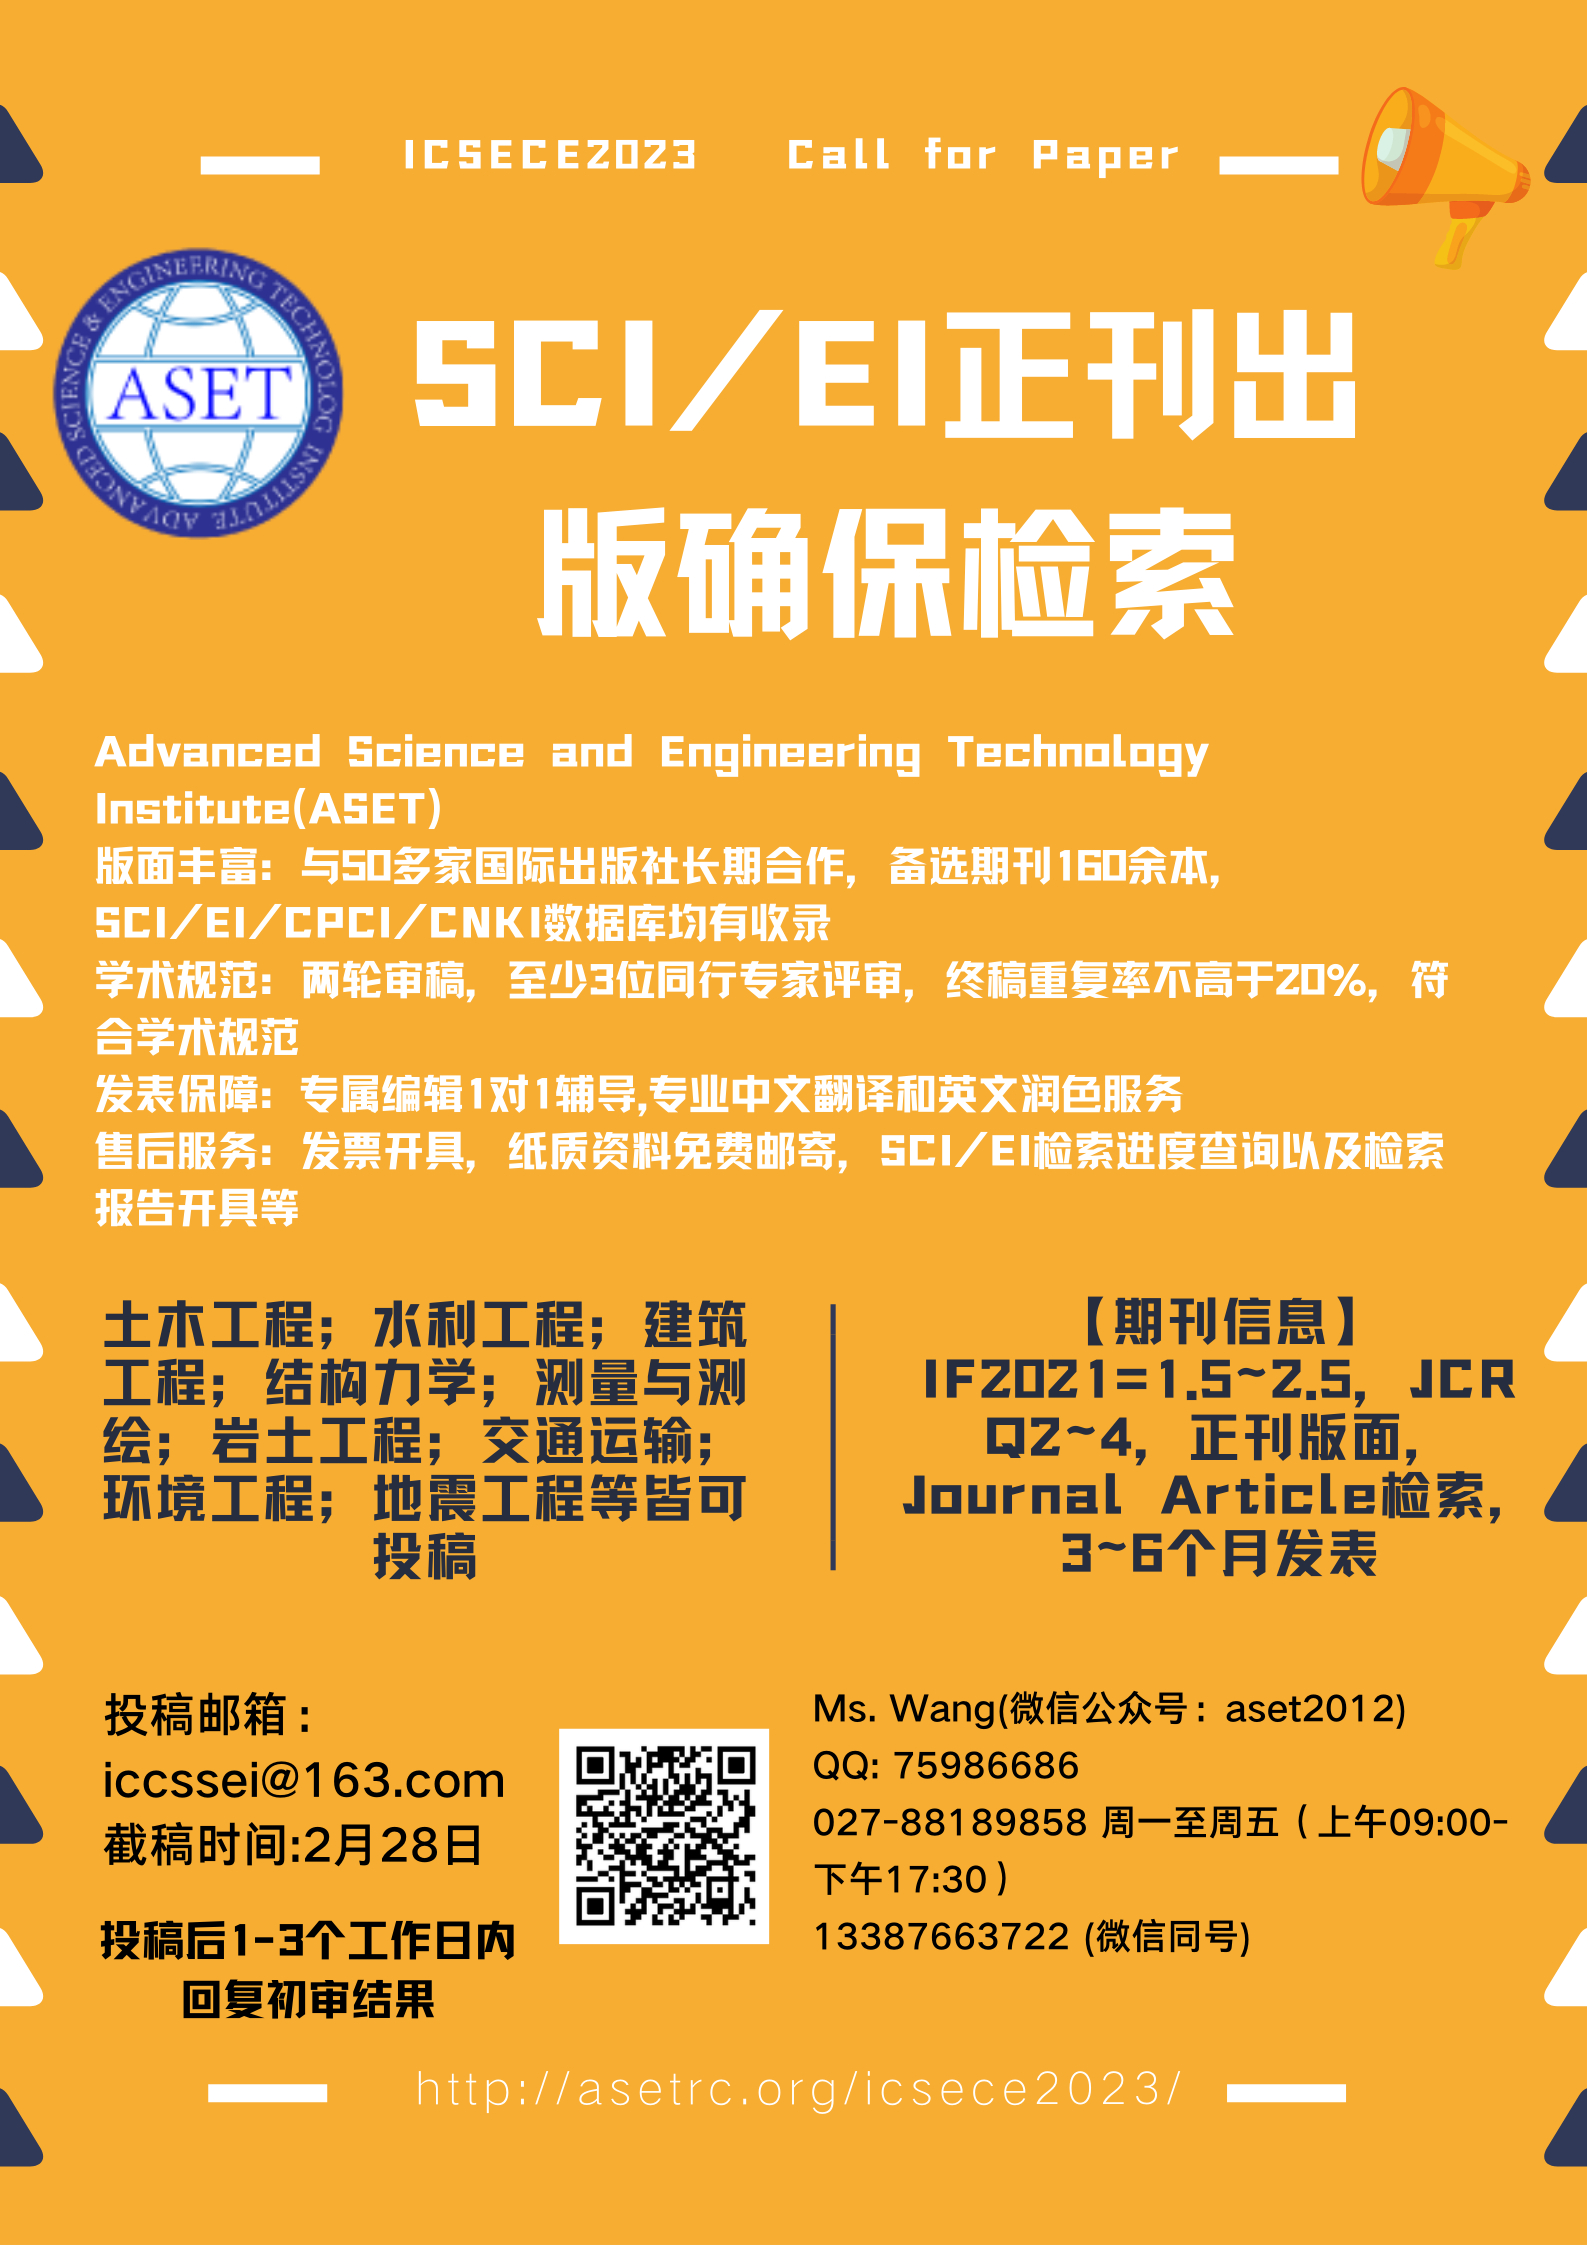 ICSECE2023 Call for Paper
ADVANCED SCIENCE & ENGINEERING TECHNOLOG INSTITUTE
ASET
SCI/EI正刊出
版确保检索
Advanced Science and Engineering Technology
Institute(ASET)
版面丰富：与50多家国际出版社长期合作，备选期刊160余本，
SCI/EI/CPCI/CNKI数据库均有收录
学术规范：两轮审稿，至少3位同行专家评审，终稿重复率不高于20%，符
合学术规范
发表保障：专属编辑1对1辅导,专业中文翻译和英文润色服务
售后服务：发票开具，纸质资料免费邮寄，SCI/EI检索进度查询以及检索
报告开具等
土木工程；水利工程；建筑
工程；结构力学；测量与测
绘；岩土工程；交通运输；
环境工程；地震工程等皆可
投稿
【期刊信息】
IF2021=1.5~2.5，JCR
Q2~4，正刊版面，
Journal Article检索，
3~6个月发表
投稿邮箱：
iccssei@163.com
截稿时间:2月28日
投稿后1-3个工作日内
回复初审结果
Ms. Wang(微信公众号：aset2012)
QQ: 75986686
027-88189858 周一至周五（上午09:00-
下午17:30）
13387663722 (微信同号)
http://asetrc.org/icsece2023/